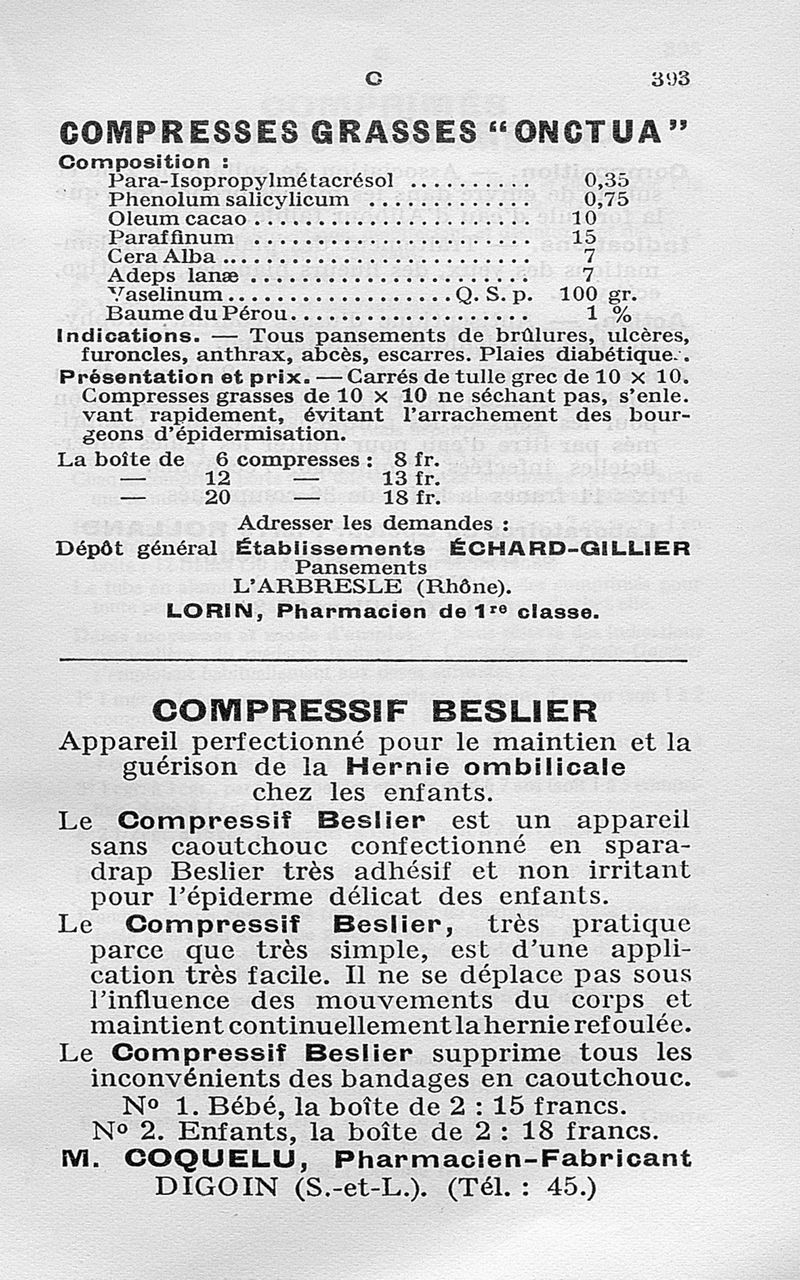 C 393
COMPRESSES GRASSES “ONCTUA”
Composition :
Para-Isopropylmétacrésol .......... 0,35
Phenolum salicylicum ............. 0,75
Oleum cacao ...................... 10
Paraffinum ...................... 15
Cera Alba ........................ 7
Adeps lanæ ...................... 7
Vaselinum.................. Q. S. p. 100 gr.
Baume du Pérou................... 1 %
Indications. — Tous pansements de brûlures, ulcères,
furoncles, anthrax, abcès, escarres. Plaies diabétique..
Présentation et prix. — Carrés de tulle grec de 10 × 10.
Compresses grasses de 10 × 10 ne séchant pas, s’enle.
vant rapidement, évitant l’arrachement des bour-
geons d’épidermisation.
La boîte de 6 compresses : 8 fr.
— 12 — 13 fr.
— 20 — 18 fr.
Adresser les demandes :
Dépôt général Établissements ÉCHARD-GILLIER
Pansements
L’ARBRESLE (Rhône).
LORIN, Pharmacien de 1re classe.
COMPRESSIF BESLIER
Appareil perfectionné pour le maintien et la
guérison de la Hernie ombilicale
chez les enfants.
Le Compressif Beslier est un appareil
sans caoutchouc confectionné en spara-
drap Beslier très adhésif et non irritant
pour l’épiderme délicat des enfants.
Le Compressif Beslier, très pratique
parce que très simple, est d’une appli-
cation très facile. Il ne se déplace pas sous
l’influence des mouvements du corps et
maintient continuellement la hernie refoulée.
Le Compressif Beslier supprime tous les
inconvénients des bandages en caoutchouc.
No 1. Bébé, la boîte de 2 : 15 francs.
No 2. Enfants, la boîte de 2 : 18 francs.
M. COQUELU, Pharmacien-Fabricant
DIGOIN (S.-et-L.). (Tél. : 45.)